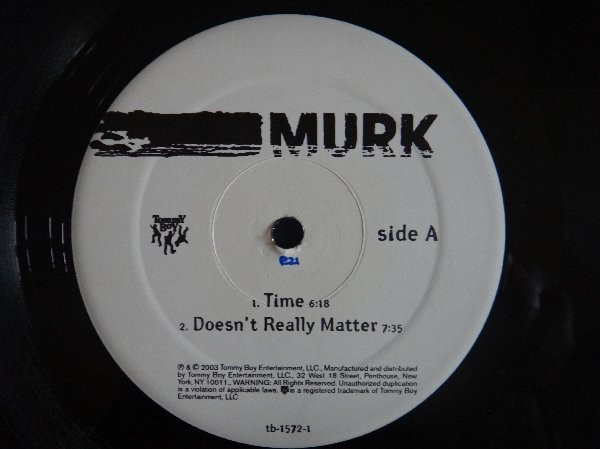 MURK
Tommy Boy
side A
B21
1. Time 6:18
2. Doesn't Really Matter 7:35
℗ & © 2003 Tommy Boy Entertainment, LLC., Manufactured and distributed
by Tommy Boy Entertainment, LLC., 32 West 18 Street, Penthouse, New
York, NY 10011., WARNING: All Rights Reserved. Unauthorized duplication
is a violation of applicable laws. is a registered trademark of Tommy Boy
Entertainment, LLC
tb-1572-1